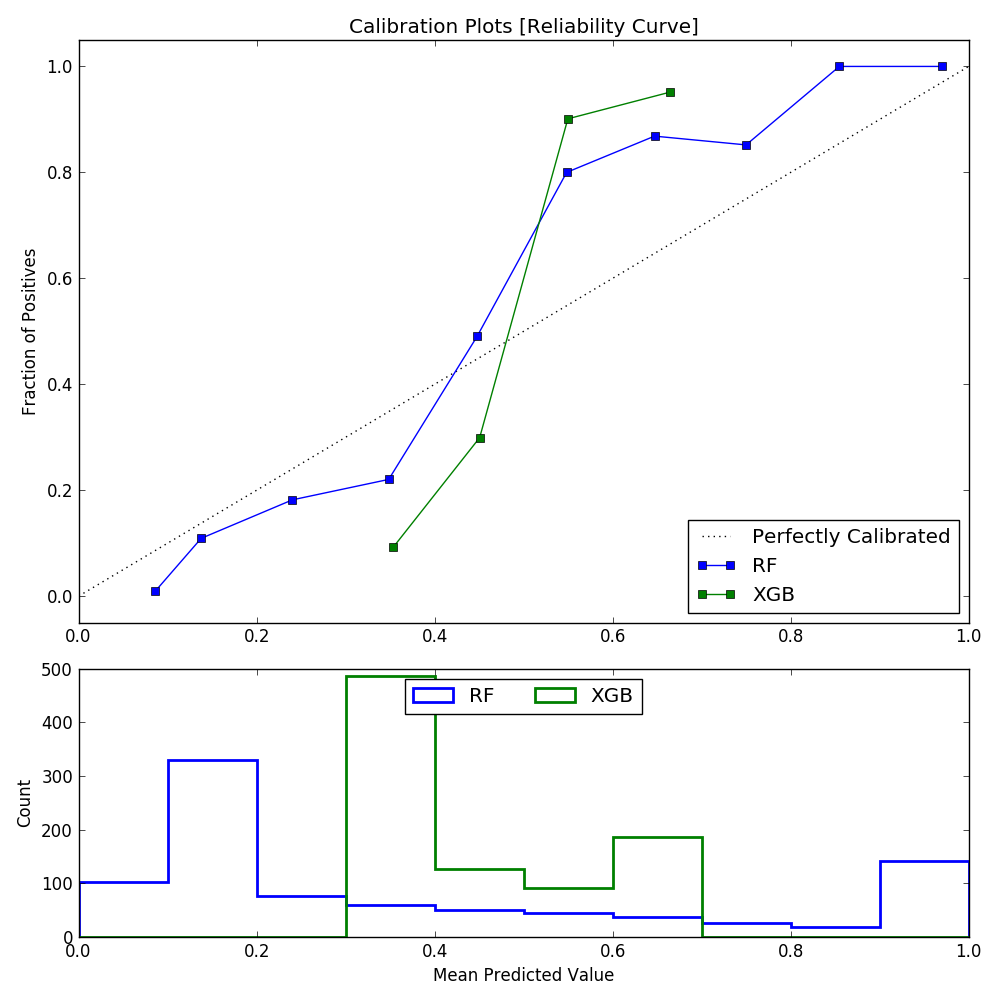 Calibration Plots [Reliability Curve]
1.0
0.8
0.6
0.4
0.2
0.0
Fraction of Positives
0.0 0.2 0.4 0.6 0.8 1.0
Perfectly Calibrated
RF
XGB
500
400
300
200
100
0
Count
RF XGB
0.0 0.2 0.4 0.6 0.8 1.0
Mean Predicted Value